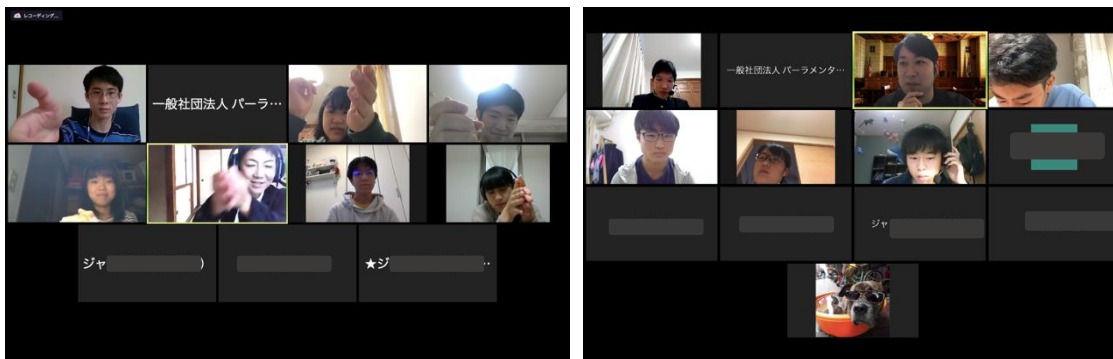 レコーディング...
一般社団法人 パーラ…
ジャ )
★ジ …
一般社団法人 パーラメンタ…
ジャ